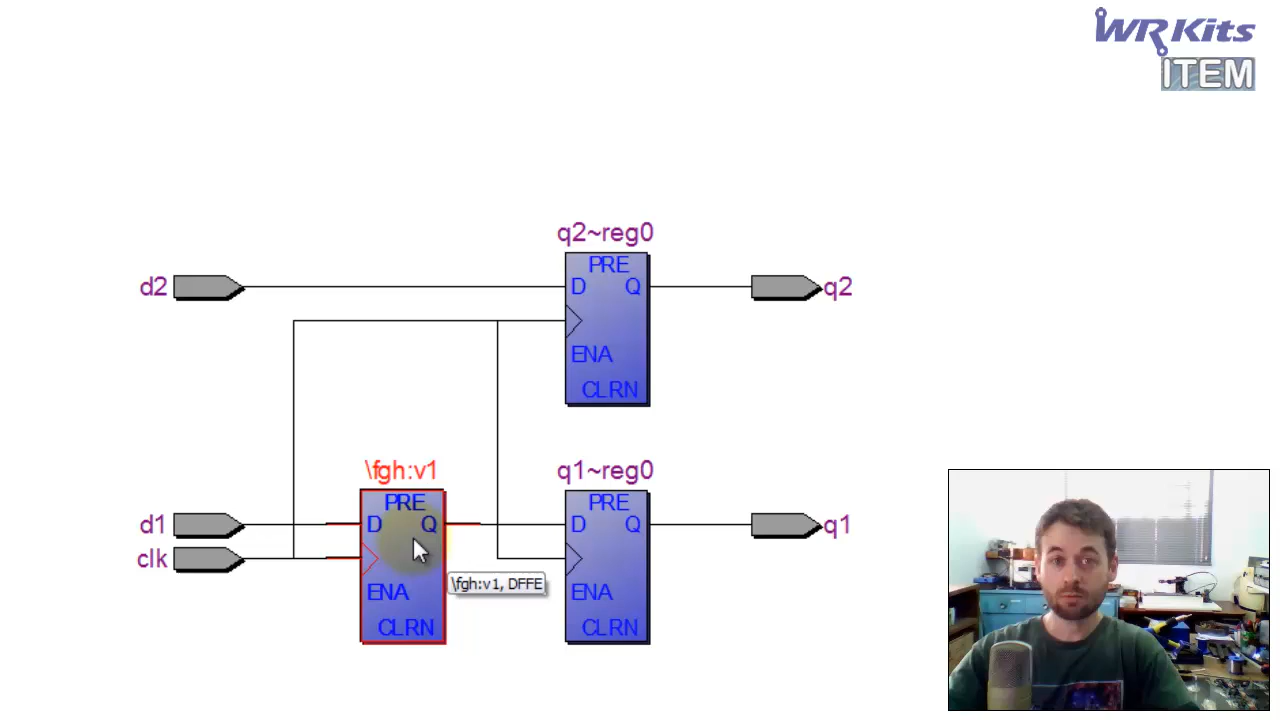 WR Kits
ITEM
q2~reg0
PRE
d2
D
Q
q2
ENA
CLRN
\fgh:v1
q1~reg0
PRE
PRE
d1
D
Q
D
Q
q1
clk
\fgh:v1, DFFE
ENA
ENA
CLRN
CLRN